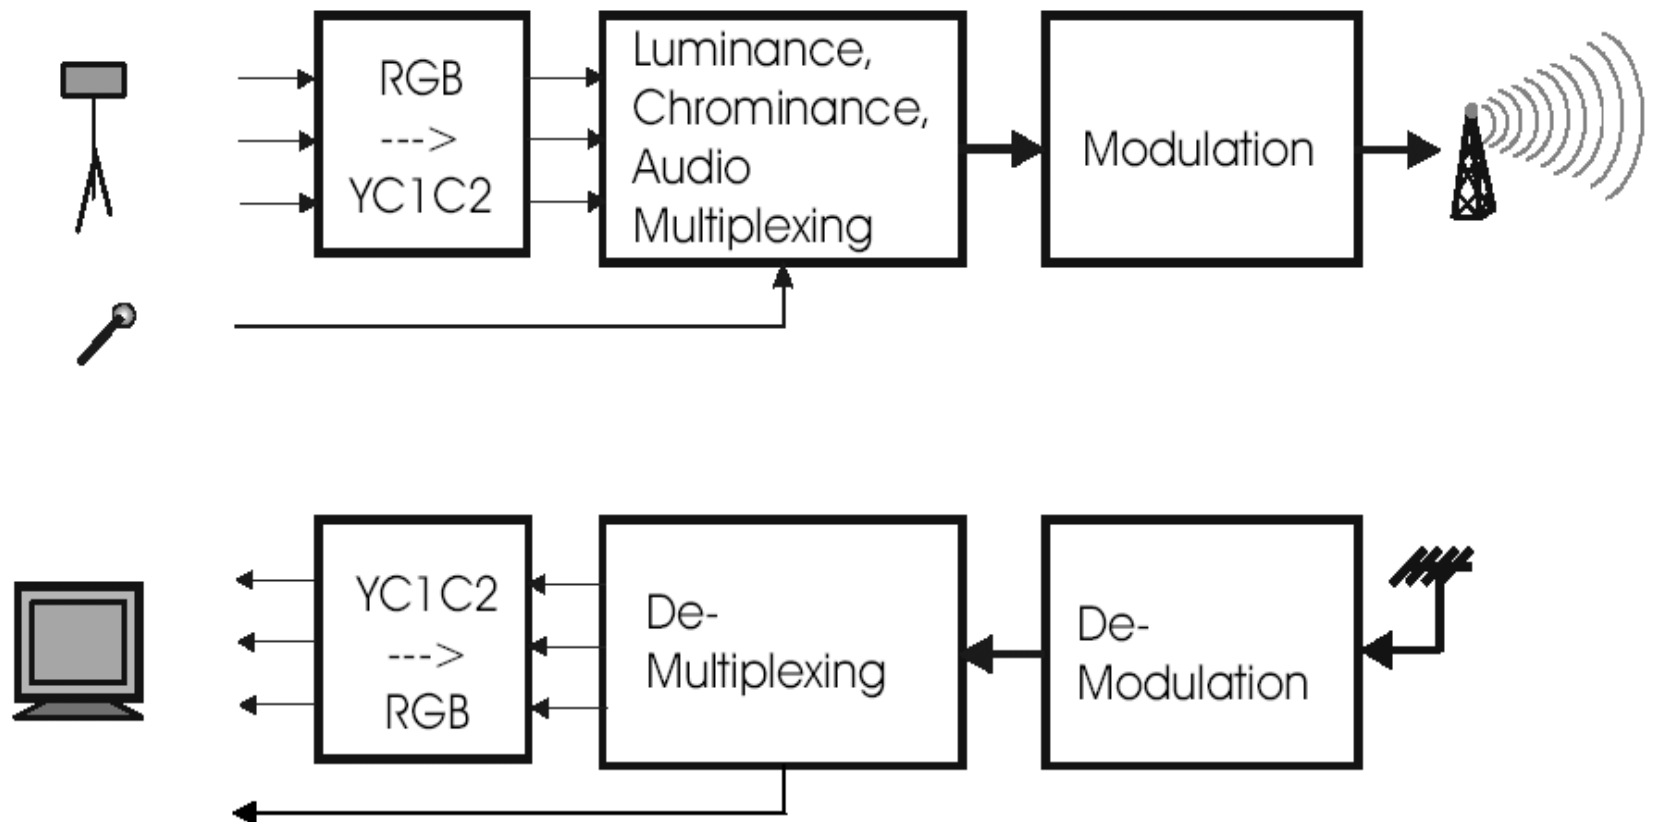 RGB
--->
YC1C2
Luminance,
Chrominance,
Audio
Multiplexing
Modulation
YC1C2
--->
RGB
De-
Multiplexing
De-
Modulation